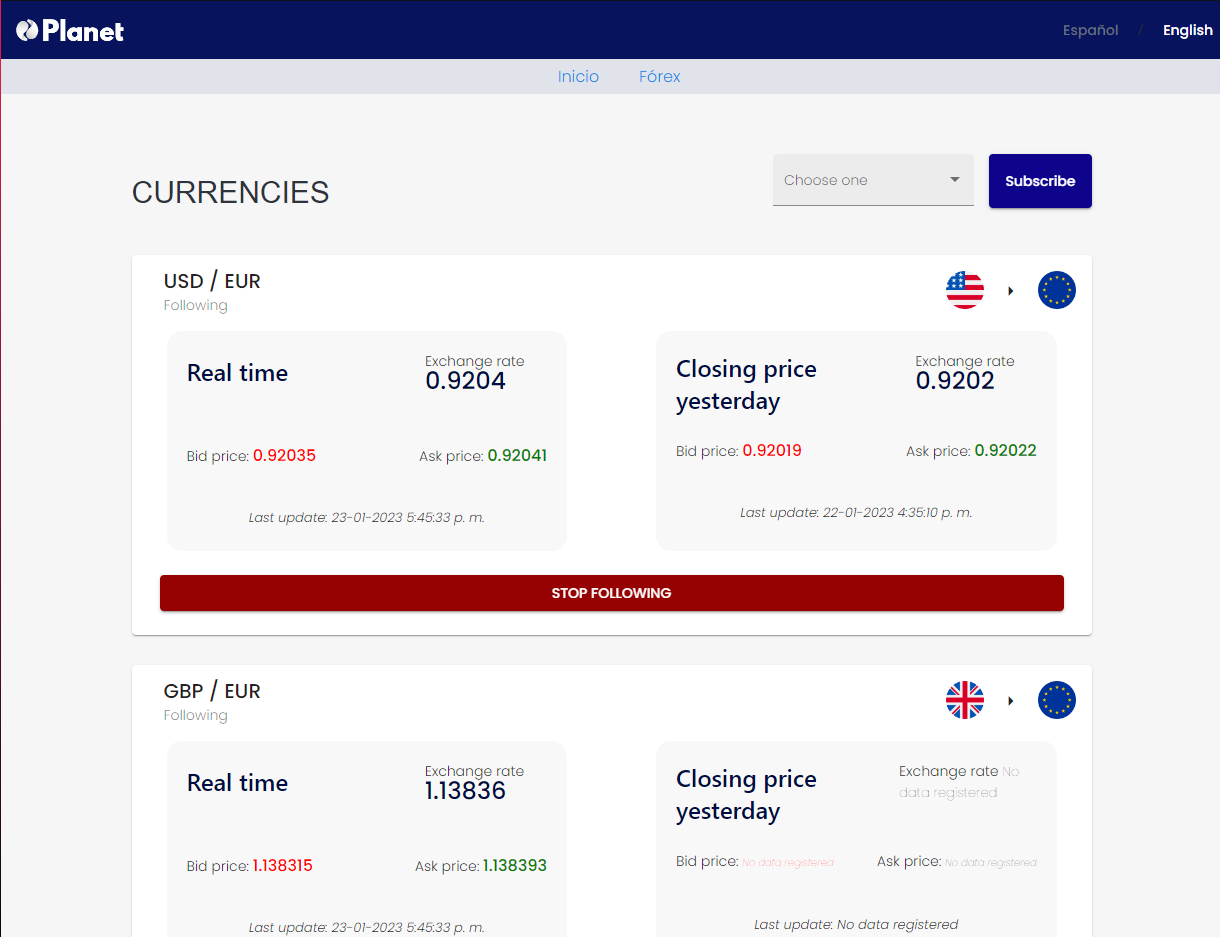 Planet
Español / English
Inicio Fórex
CURRENCIES
Choose one
Subscribe
USD / EUR
Following
Real time
Exchange rate
0.9204
Bid price: 0.92035 Ask price: 0.92041
Last update: 23-01-2023 5:45:33 p. m.
Closing price
yesterday
Exchange rate
0.9202
Bid price: 0.92019 Ask price: 0.92022
Last update: 22-01-2023 4:35:10 p. m.
STOP FOLLOWING
GBP / EUR
Following
Real time
Exchange rate
1.13836
Bid price: 1.138315 Ask price: 1.138393
Last update: 23-01-2023 5:45:33 p. m.
Closing price
yesterday
Exchange rate No
data registered
Bid price: No data registered Ask price: No data registered
Last update: No data registered